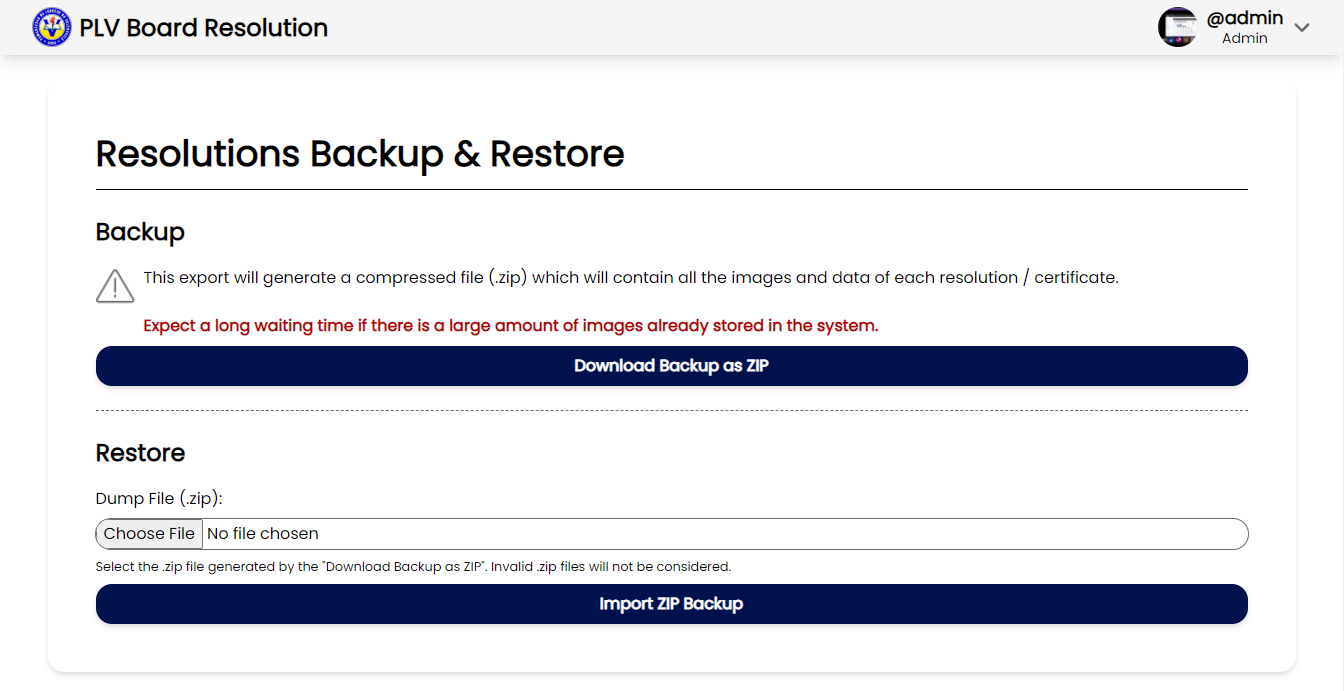 PLV Board Resolution
@admin
Admin
Resolutions Backup & Restore
Backup
This export will generate a compressed file (.zip) which will contain all the images and data of each resolution / certificate.
Expect a long waiting time if there is a large amount of images already stored in the system.
Download Backup as ZIP
Restore
Dump File (.zip):
Choose File No file chosen
Select the .zip file generated by the "Download Backup as ZIP". Invalid .zip files will not be considered.
Import ZIP Backup